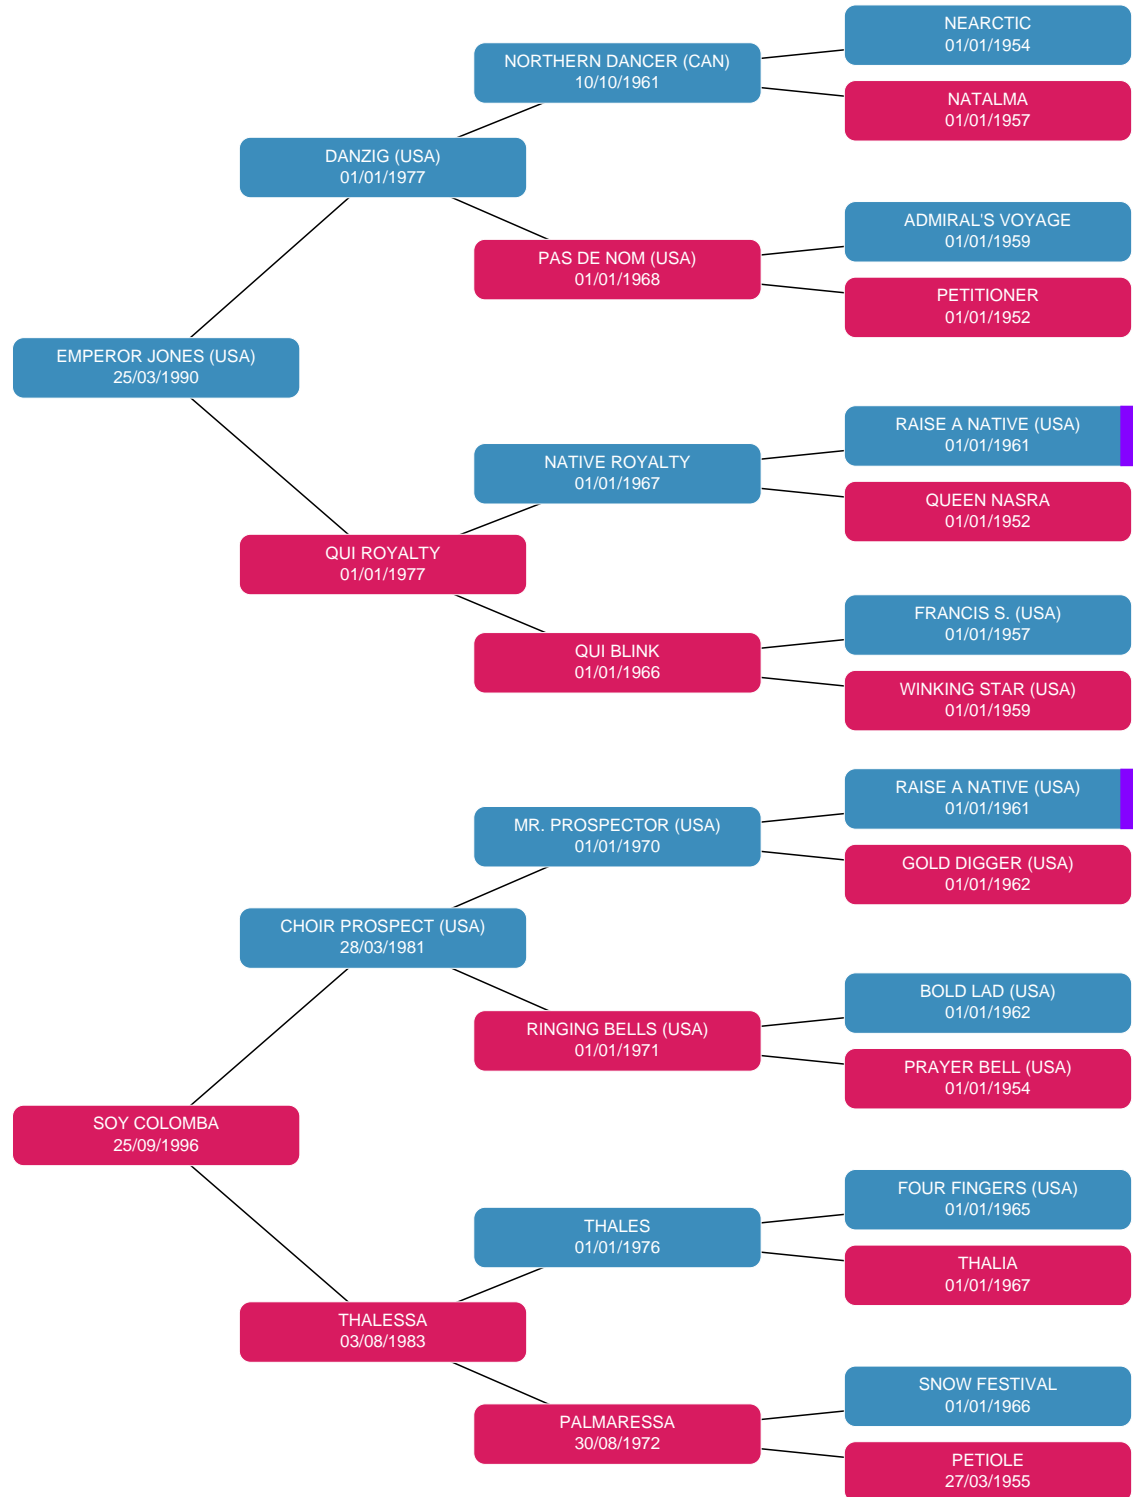 NEARCTIC
01/01/1954
NORTHERN DANCER (CAN)
10/10/1961
NATALMA
01/01/1957
DANZIG (USA)
01/01/1977
ADMIRAL'S VOYAGE
01/01/1959
PAS DE NOM (USA)
01/01/1968
PETITIONER
01/01/1952
EMPEROR JONES (USA)
25/03/1990
RAISE A NATIVE (USA)
01/01/1961
NATIVE ROYALTY
01/01/1967
QUEEN NASRA
01/01/1952
QUI ROYALTY
01/01/1977
FRANCIS S. (USA)
01/01/1957
QUI BLINK
01/01/1966
WINKING STAR (USA)
01/01/1959
RAISE A NATIVE (USA)
01/01/1961
MR. PROSPECTOR (USA)
01/01/1970
GOLD DIGGER (USA)
01/01/1962
CHOIR PROSPECT (USA)
28/03/1981
BOLD LAD (USA)
01/01/1962
RINGING BELLS (USA)
01/01/1971
PRAYER BELL (USA)
01/01/1954
SOY COLOMBA
25/09/1996
FOUR FINGERS (USA)
01/01/1965
THALES
01/01/1976
THALIA
01/01/1967
THALESSA
03/08/1983
SNOW FESTIVAL
01/01/1966
PALMARESSA
30/08/1972
PETIOLE
27/03/1955